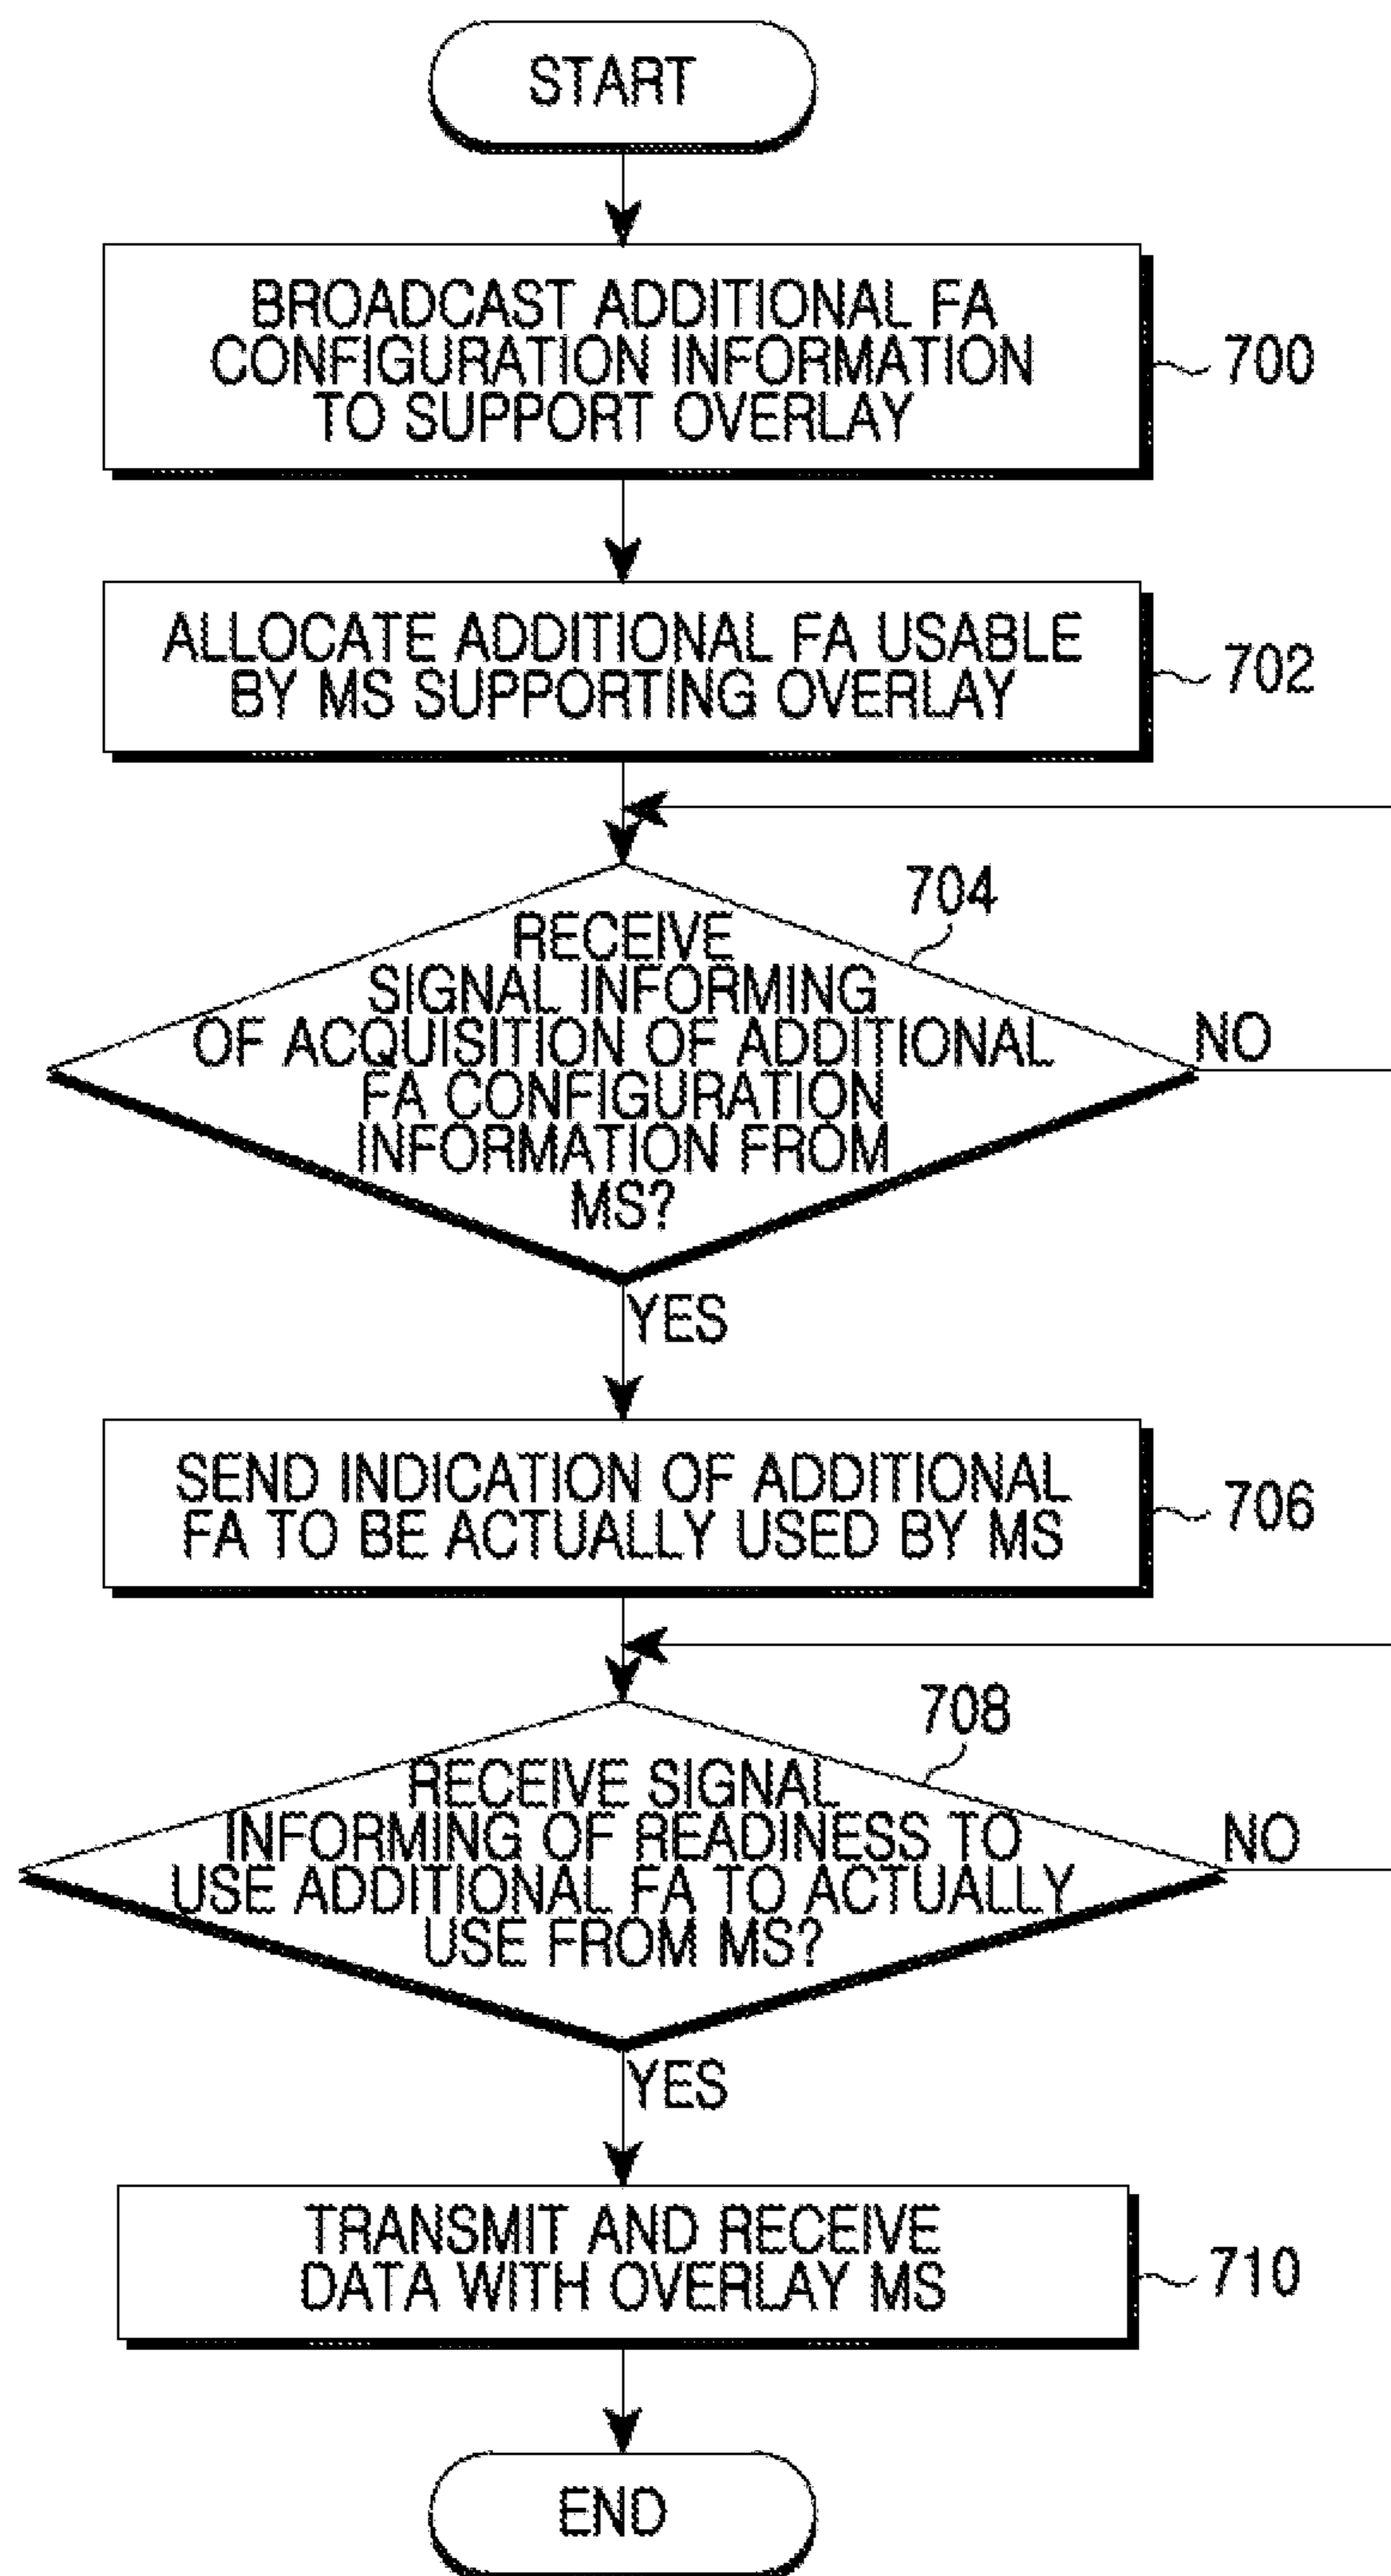 START
BROADCAST ADDITIONAL FA
CONFIGURATION INFORMATION
TO SUPPORT OVERLAY
700
ALLOCATE ADDITIONAL FA USABLE
BY MS SUPPORTING OVERLAY
702
704
RECEIVE
SIGNAL INFORMING
OF ACQUISITION OF ADDITIONAL
FA CONFIGURATION
INFORMATION FROM
MS?
NO
YES
SEND INDICATION OF ADDITIONAL
FA TO BE ACTUALLY USED BY MS
706
708
RECEIVE SIGNAL
INFORMING OF READINESS TO
USE ADDITIONAL FA TO ACTUALLY
USE FROM MS?
NO
YES
TRANSMIT AND RECEIVE
DATA WITH OVERLAY MS
710
END